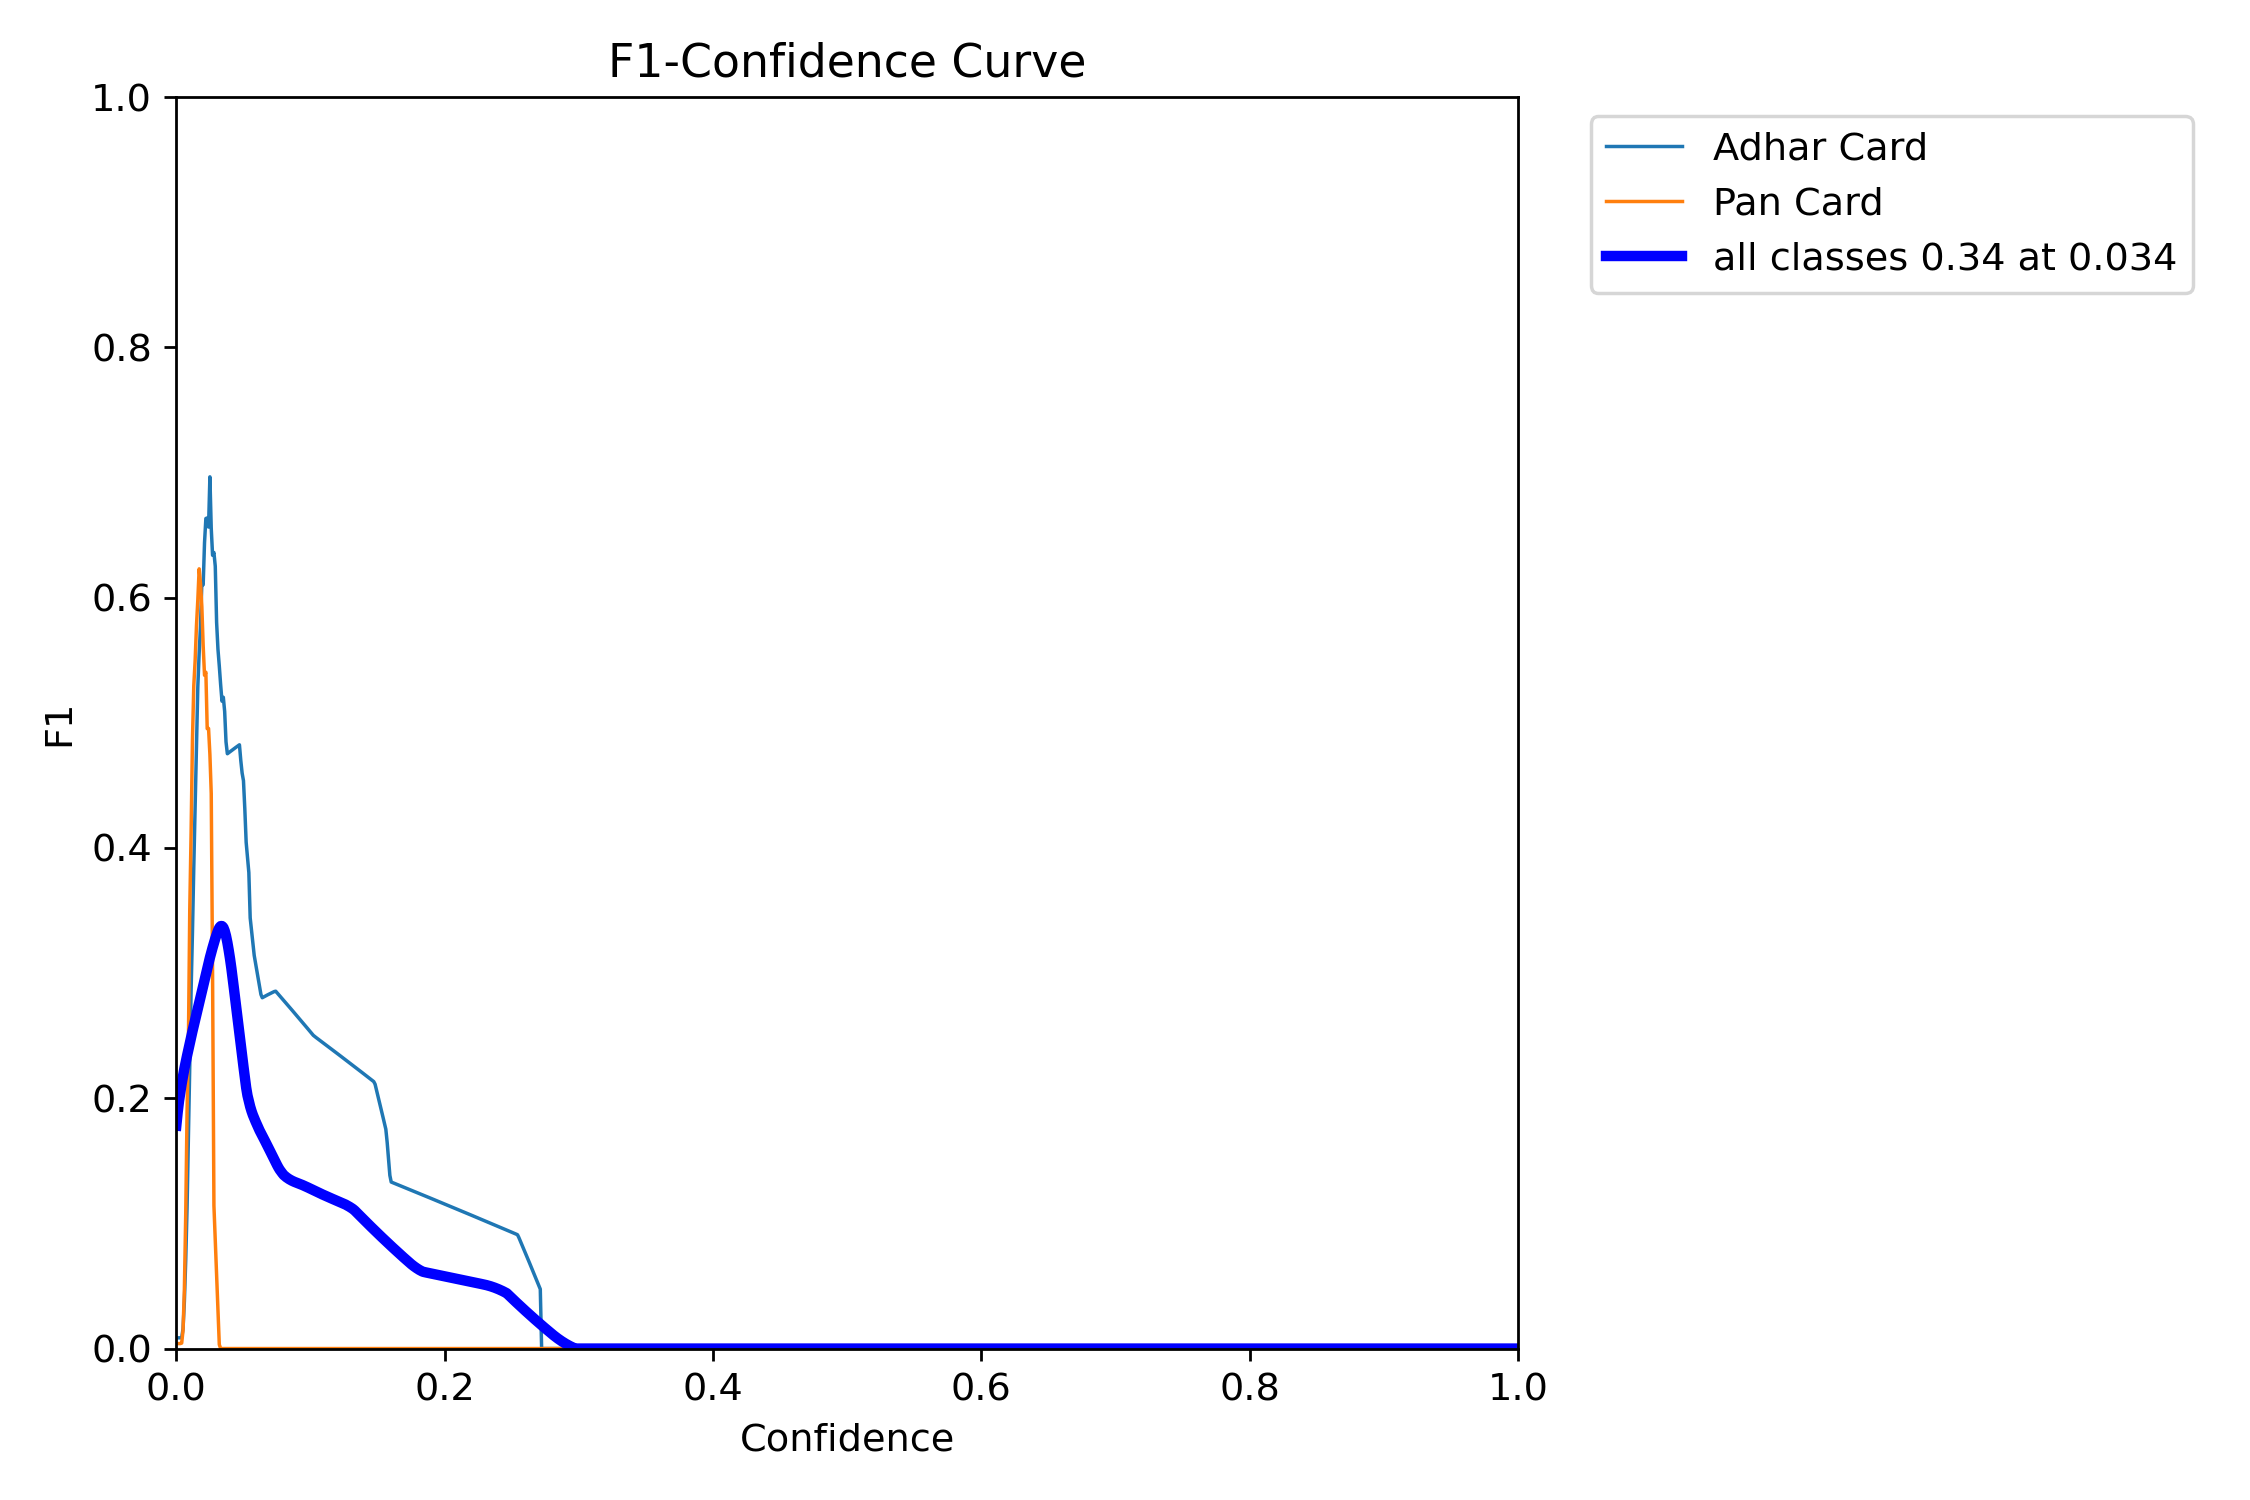 F1-Confidence Curve
1.0
0.8
0.6
0.4
0.2
0.0
F1
0.0 0.2 0.4 0.6 0.8 1.0
Confidence
Adhar Card
Pan Card
all classes 0.34 at 0.034